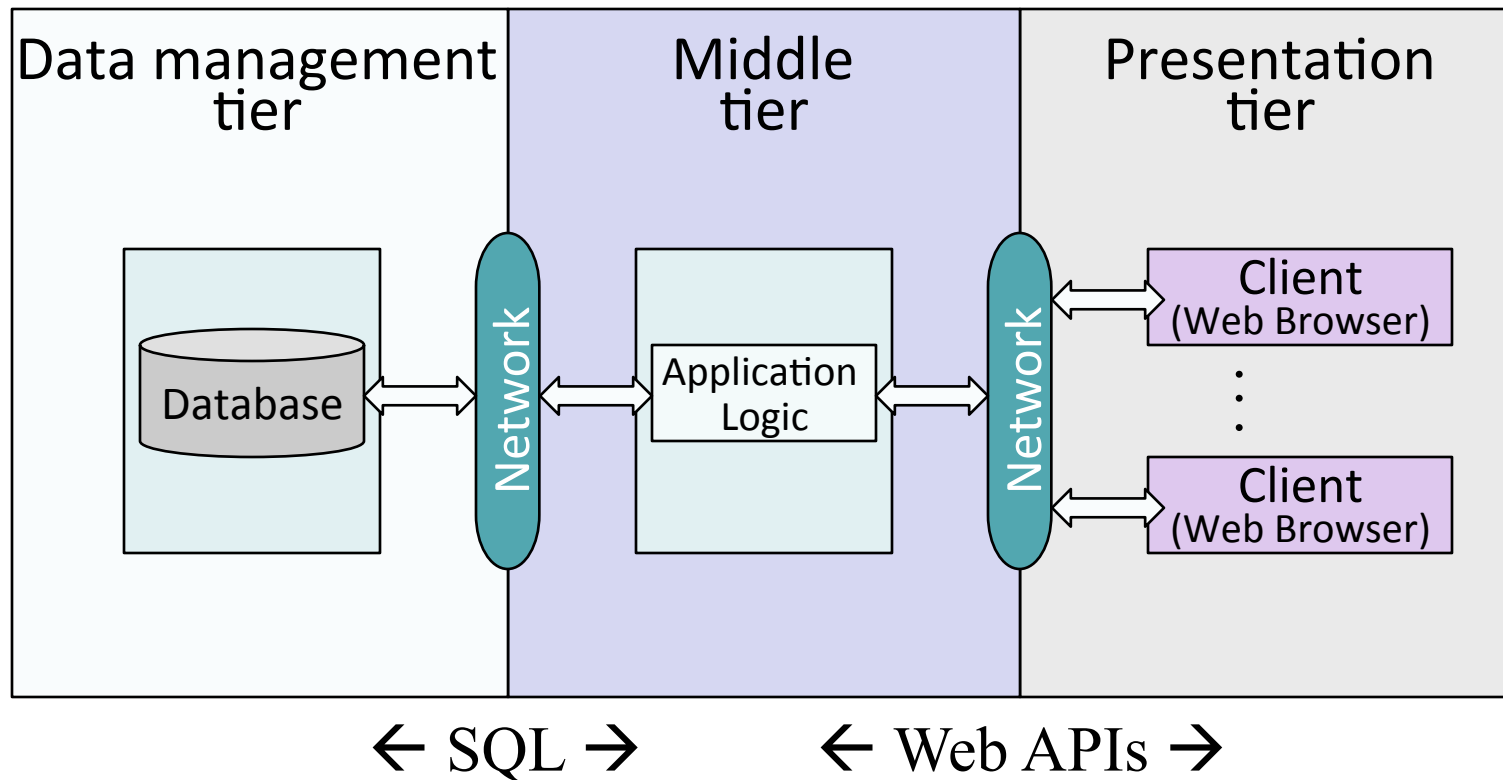 Data management
tier
Middle
tier
Presentation
tier
Database
Network
Application
Logic
Network
Client
(Web Browser)
.
.
.
Client
(Web Browser)
← SQL →
← Web APIs →